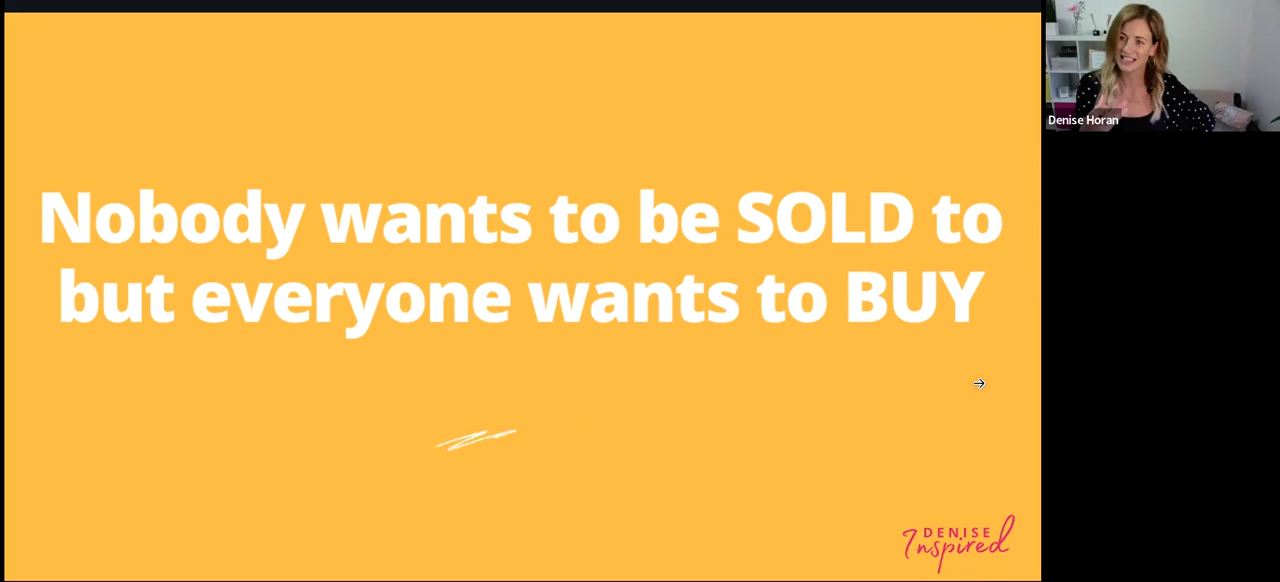 Nobody wants to be SOLD to
but everyone wants to BUY
DENISE
Inspired
Denise Horan